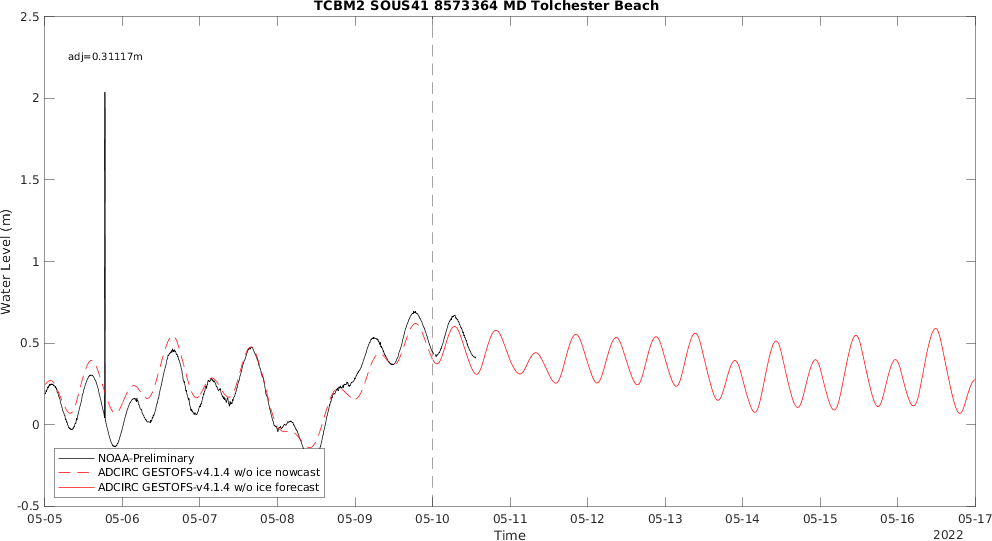 TCBM2 SOUS41 8573364 MD Tolchester Beach
adj=0.31117m
2.5
2
1.5
1
0.5
0
-0.5
Water Level (m)
NOAA-Preliminary
ADCIRC GESTOFS-v4.1.4 w/o ice nowcast
ADCIRC GESTOFS-v4.1.4 w/o ice forecast
05-05 05-06 05-07 05-08 05-09 05-10 05-11 05-12 05-13 05-14 05-15 05-16 05-17
Time
2022